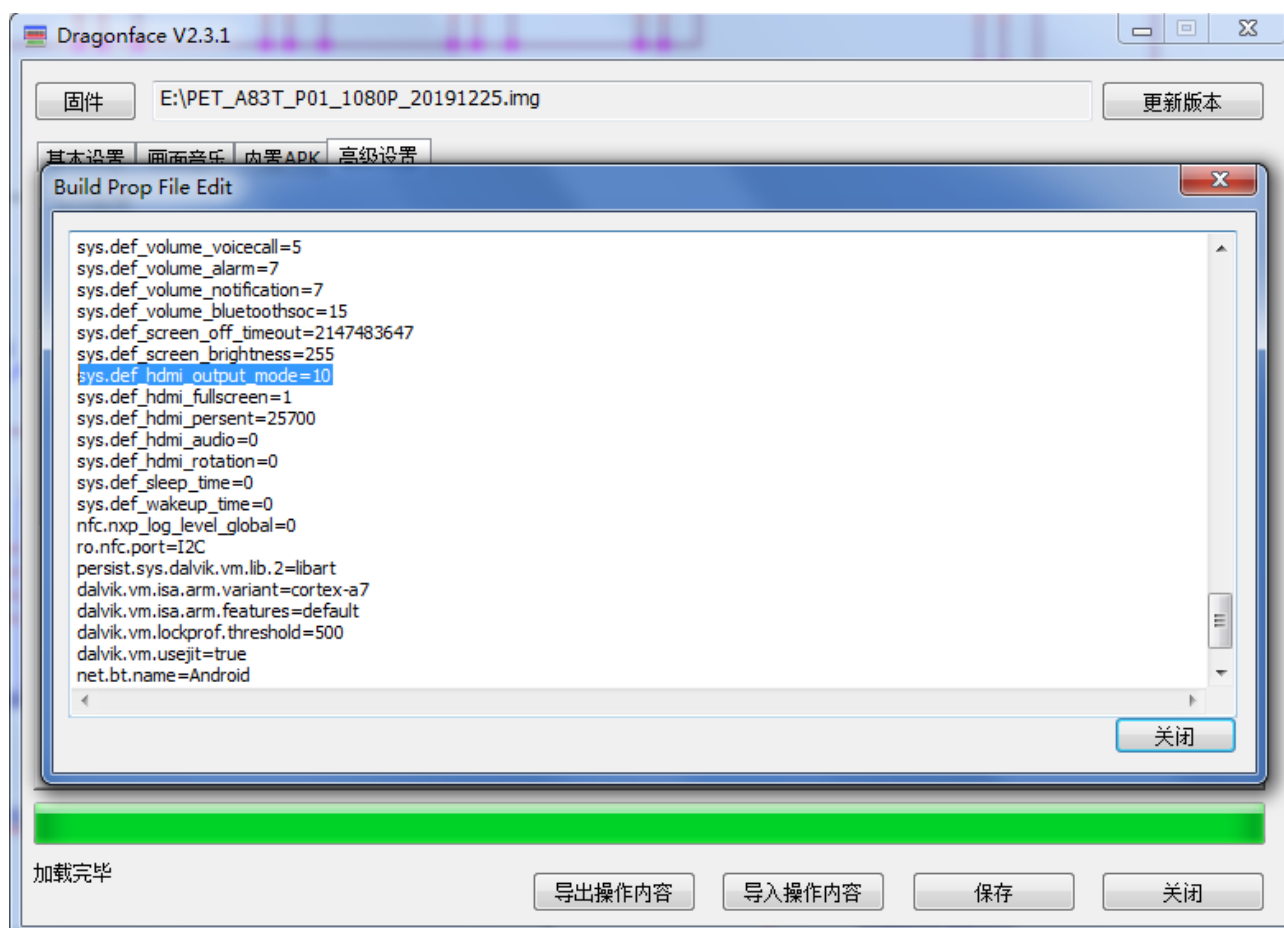 Dragonface V2.3.1
固件 E:\PET_A83T_P01_1080P_20191225.img 更新版本
基本设置 画面音乐 内置APK 高级设置
Build Prop File Edit
sys.def_volume_voicecall=5
sys.def_volume_alarm=7
sys.def_volume_notification=7
sys.def_volume_bluetoothsoc=15
sys.def_screen_off_timeout=2147483647
sys.def_screen_brightness=255
sys.def_hdmi_output_mode=10
sys.def_hdmi_fullscreen=1
sys.def_hdmi_persent=25700
sys.def_hdmi_audio=0
sys.def_hdmi_rotation=0
sys.def_sleep_time=0
sys.def_wakeup_time=0
nfc.nxp_log_level_global=0
ro.nfc.port=I2C
persist.sys.dalvik.vm.lib.2=libart
dalvik.vm.isa.arm.variant=cortex-a7
dalvik.vm.isa.arm.features=default
dalvik.vm.lockprof.threshold=500
dalvik.vm.usejit=true
net.bt.name=Android
关闭
加载完毕
导出操作内容 导入操作内容 保存 关闭